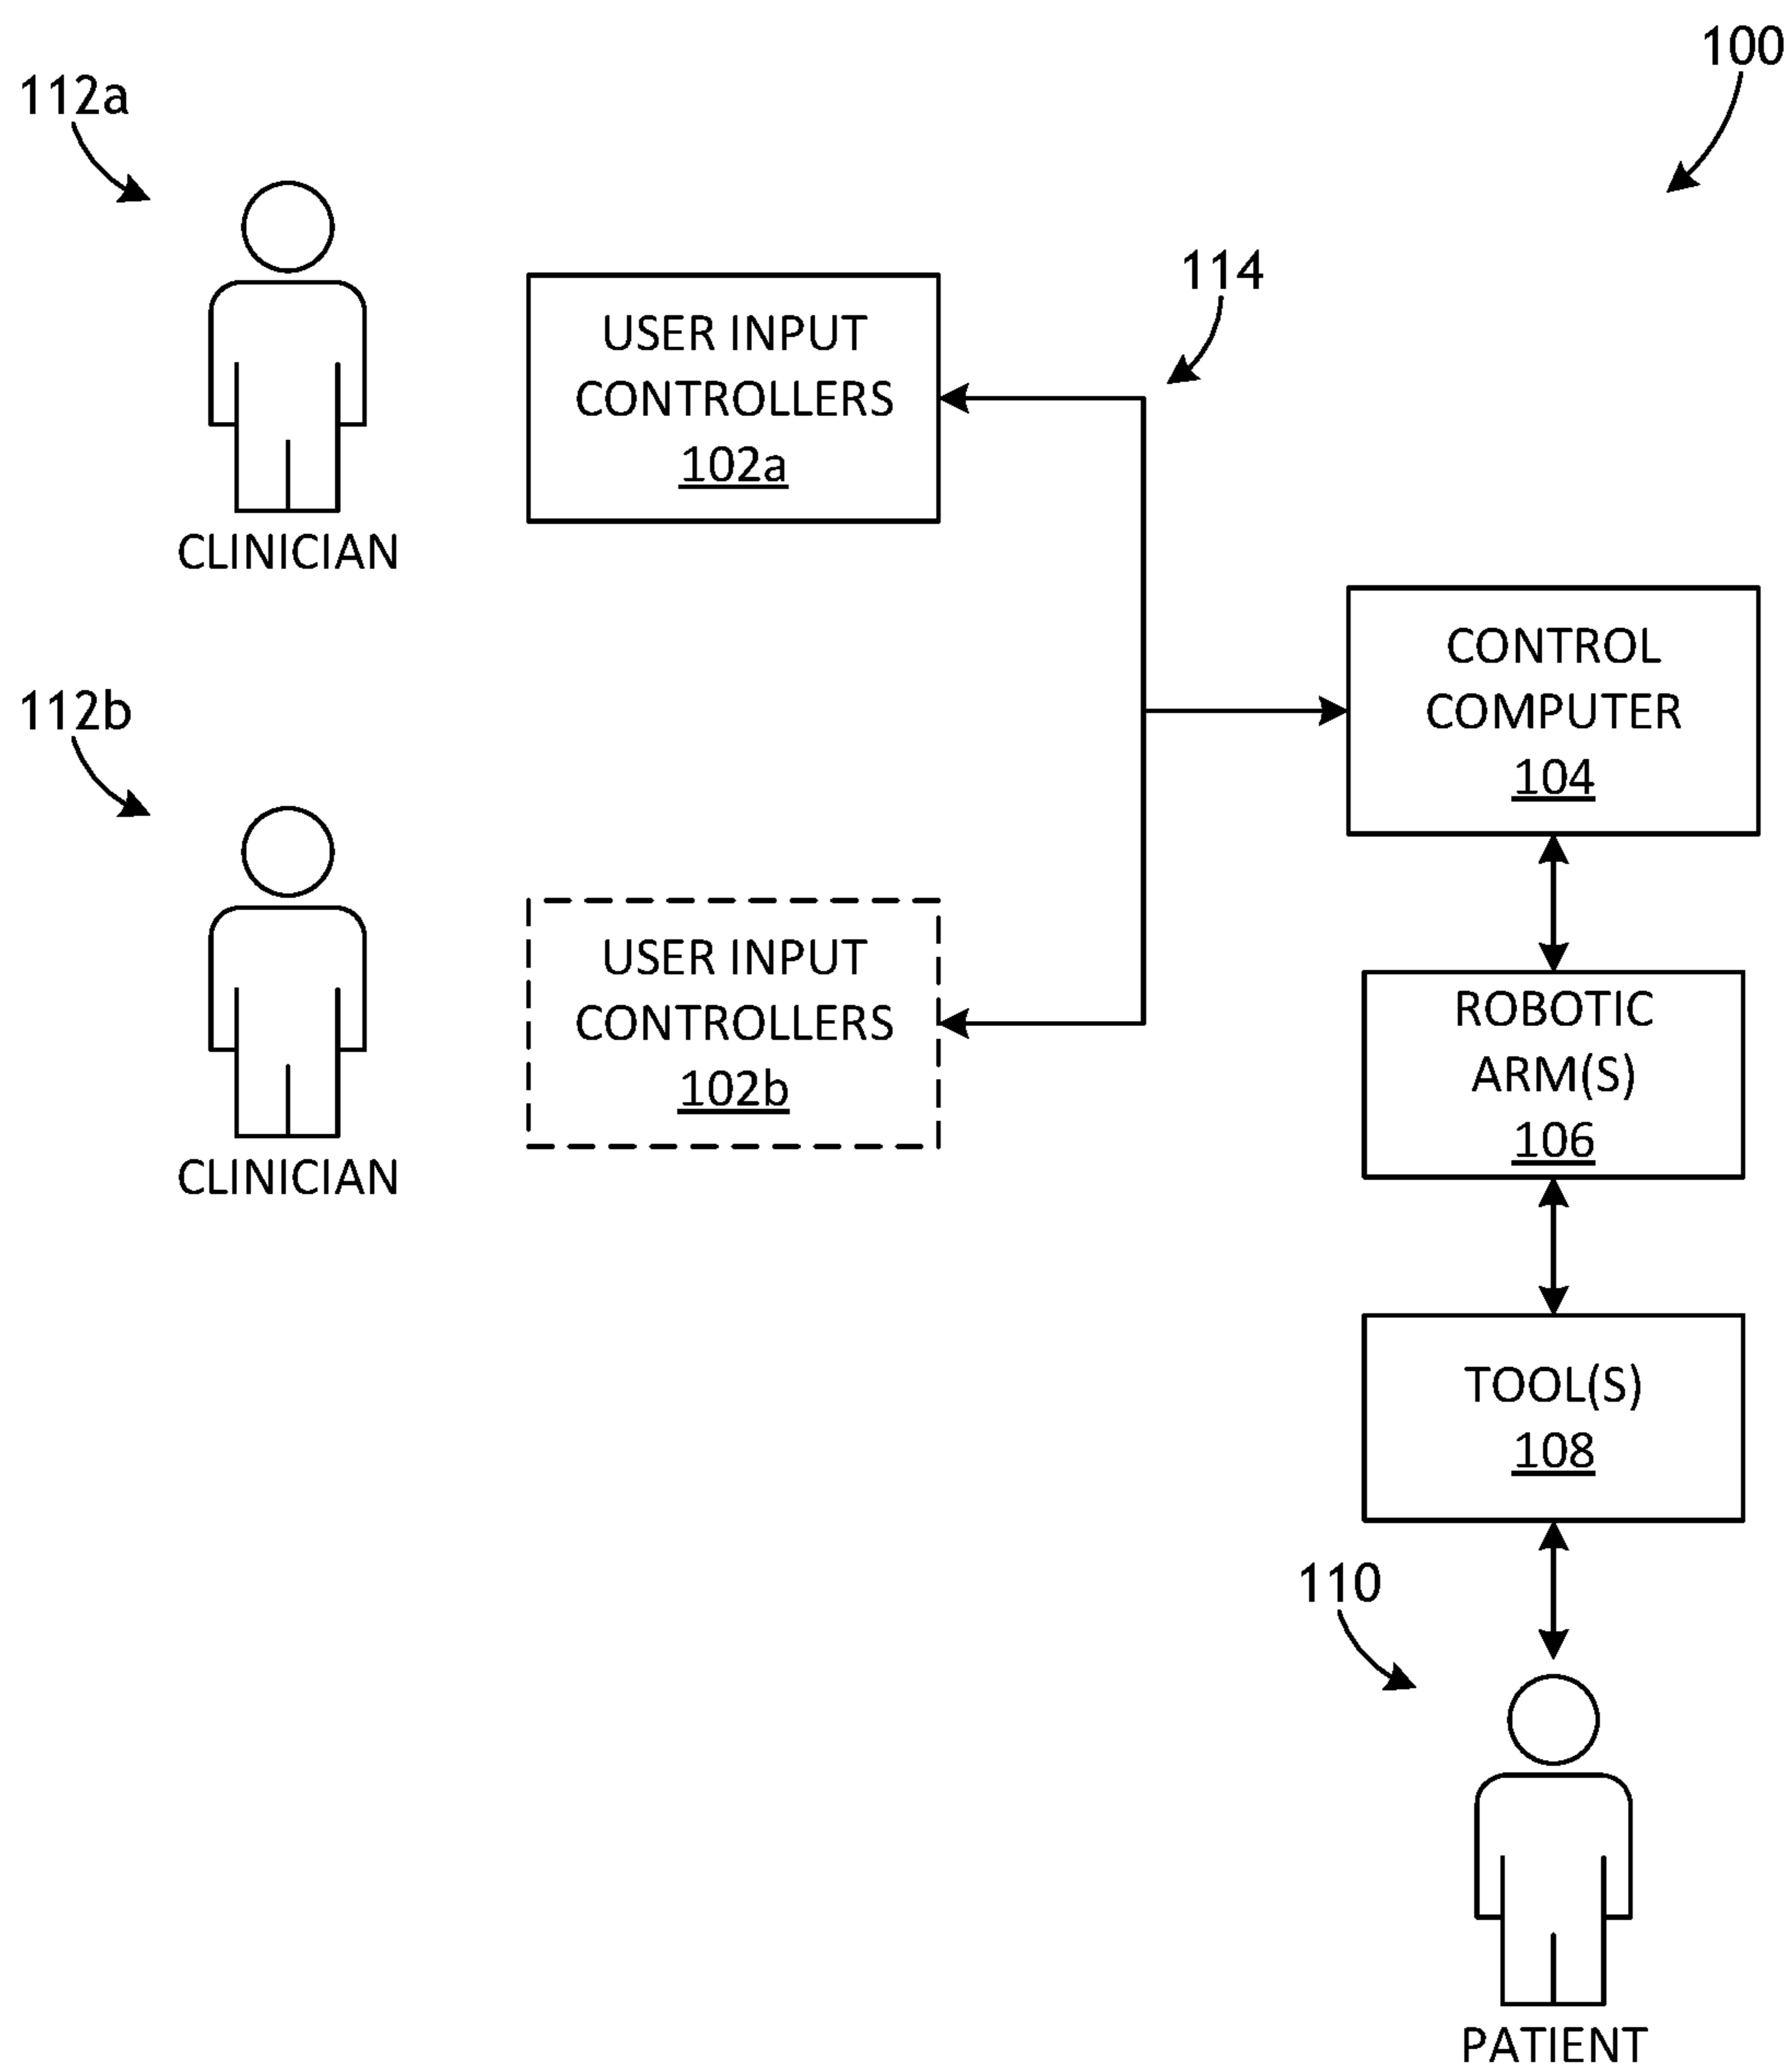 100
112a
114
USER INPUT
CONTROLLERS
102a
CLINICIAN
CONTROL
COMPUTER
104
112b
USER INPUT
CONTROLLERS
102b
CLINICIAN
ROBOTIC
ARM(S)
106
TOOL(S)
108
110
PATIENT